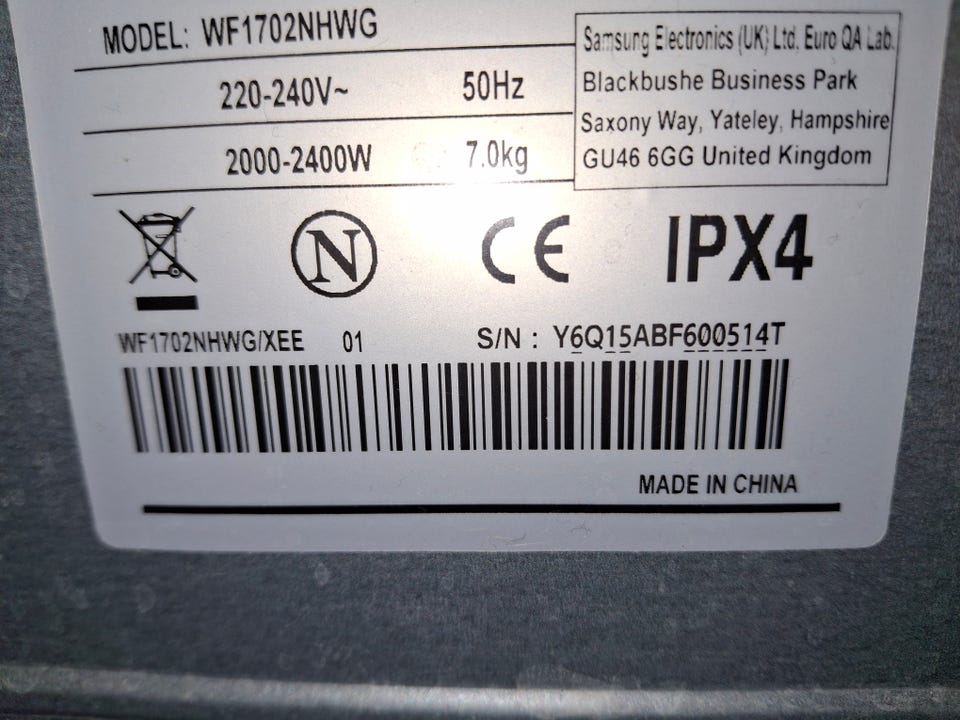 MODEL: WF1702NHWG
220-240V~ 50Hz
2000-2400W 7.0kg
Samsung Electronics (UK) Ltd. Euro QA Lab.
Blackbushe Business Park
Saxony Way, Yateley, Hampshire
GU46 6GG United Kingdom
N CE IPX4
WF1702NHWG/XEE 01 S/N : Y6Q15ABF600514T
MADE IN CHINA